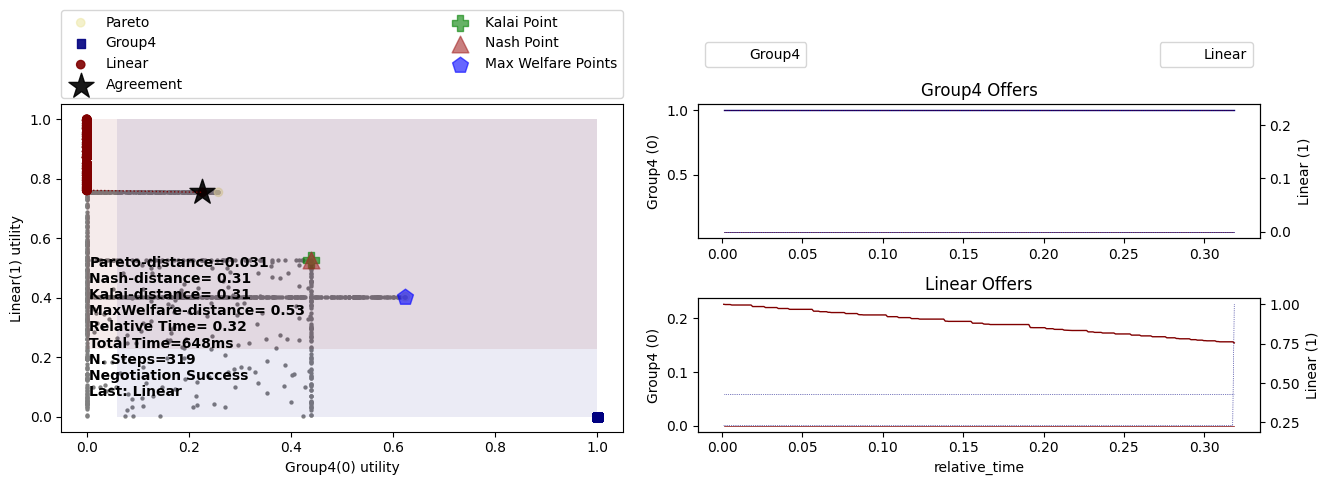 Pareto
Group4
Linear
Agreement
Kalai Point
Nash Point
Max Welfare Points
1.0
0.8
0.6
0.4
0.2
0.0
Linear(1) utility
Pareto-distance=0.031
Nash-distance= 0.31
Kalai-distance= 0.31
MaxWelfare-distance= 0.53
Relative Time= 0.32
Total Time=648ms
N. Steps=319
Negotiation Success
Last: Linear
0.0 0.2 0.4 0.6 0.8 1.0
Group4(0) utility
Group4
Linear
Group4 Offers
1.0
0.5
Group4 (0)
0.2
0.1
0.0
Linear (1)
0.00 0.05 0.10 0.15 0.20 0.25 0.30
Linear Offers
0.2
0.1
0.0
Group4 (0)
1.00
0.75
0.50
0.25
Linear (1)
0.00 0.05 0.10 0.15 0.20 0.25 0.30
relative_time